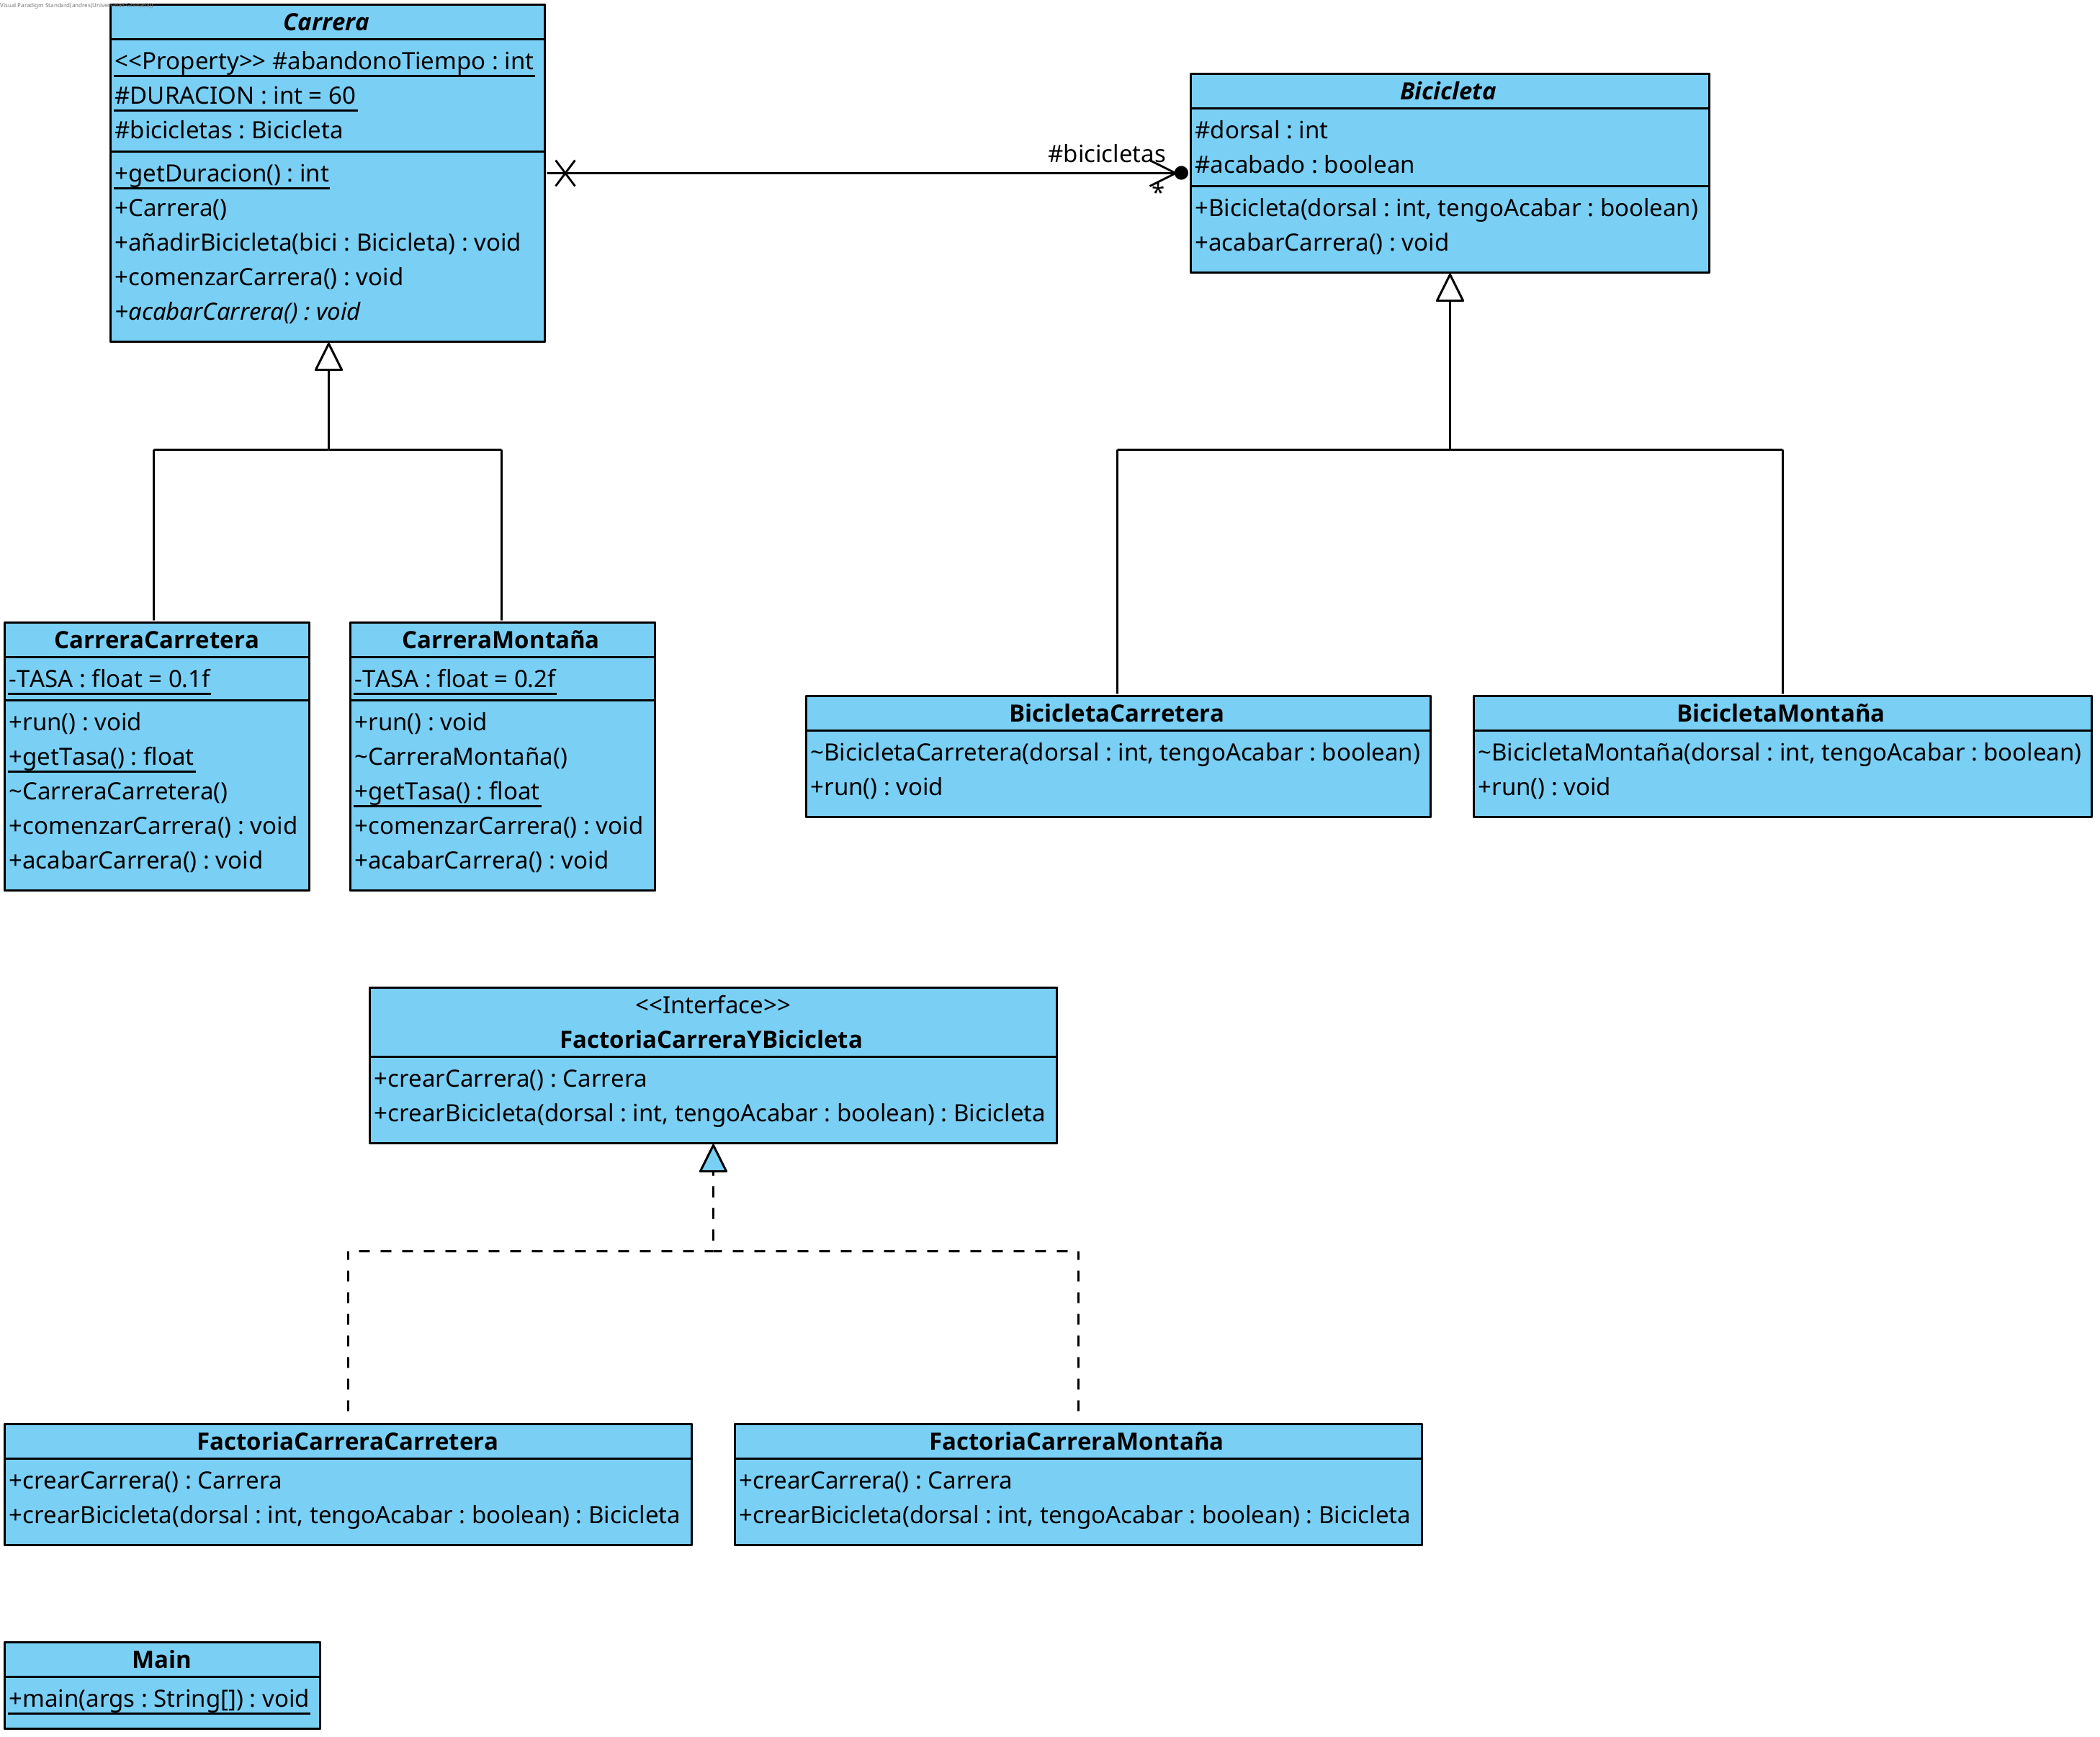 Visual Paradigm Standard(andres(Universidad
Carrera
<<Property>> #abandonoTiempo : int
#DURACION : int = 60
#bicicletas : Bicicleta
+getDuracion() : int
+Carrera()
+añadirBicicleta(bici : Bicicleta) : void
+comenzarCarrera() : void
+acabarCarrera() : void
#bicicletas
*
Bicicleta
#dorsal : int
#acabado : boolean
+Bicicleta(dorsal : int, tengoAcabar : boolean)
+acabarCarrera() : void
CarreraCarretera
-TASA : float = 0.1f
+run() : void
+getTasa() : float
~CarreraCarretera()
+comenzarCarrera() : void
+acabarCarrera() : void
CarreraMontaña
-TASA : float = 0.2f
+run() : void
~CarreraMontaña()
+getTasa() : float
+comenzarCarrera() : void
+acabarCarrera() : void
BicicletaCarretera
~BicicletaCarretera(dorsal : int, tengoAcabar : boolean)
+run() : void
BicicletaMontaña
~BicicletaMontaña(dorsal : int, tengoAcabar : boolean)
+run() : void
<<Interface>>
FactoriaCarreraYBicicleta
+crearCarrera() : Carrera
+crearBicicleta(dorsal : int, tengoAcabar : boolean) : Bicicleta
FactoriaCarreraCarretera
+crearCarrera() : Carrera
+crearBicicleta(dorsal : int, tengoAcabar : boolean) : Bicicleta
FactoriaCarreraMontaña
+crearCarrera() : Carrera
+crearBicicleta(dorsal : int, tengoAcabar : boolean) : Bicicleta
Main
+main(args : String[]) : void